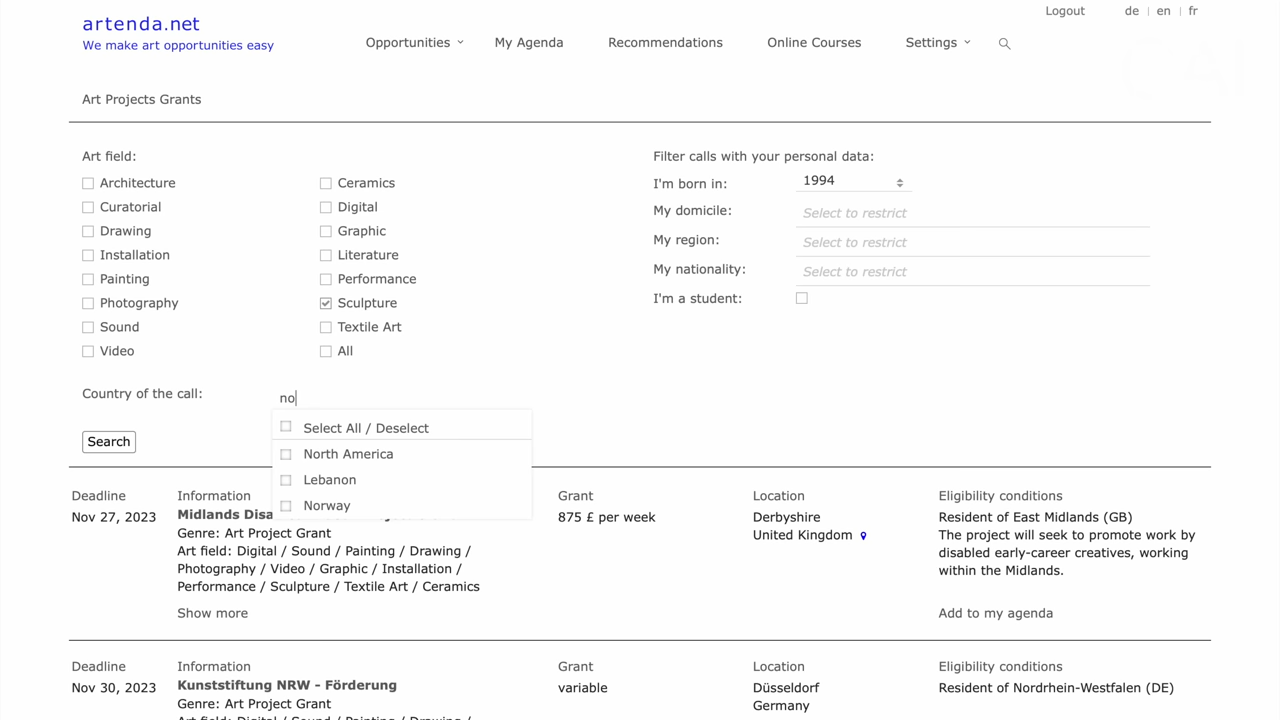 artenda.net
We make art opportunities easy
Logout de en fr
Opportunities My Agenda Recommendations Online Courses Settings
Art Projects Grants
Art field:
Architecture
Ceramics
Curatorial
Digital
Drawing
Graphic
Installation
Literature
Painting
Performance
Photography
Sculpture
Sound
Textile Art
Video
All
Filter calls with your personal data:
I'm born in: 1994
My domicile: Select to restrict
My region: Select to restrict
My nationality: Select to restrict
I'm a student:
Country of the call: no
Select All / Deselect
North America
Lebanon
Norway
Search
Deadline Information Grant Location Eligibility conditions
Nov 27, 2023
Midlands
Genre: Art Project Grant
Art field: Digital / Sound / Painting / Drawing /
Photography / Video / Graphic / Installation /
Performance / Sculpture / Textile Art / Ceramics
Show more
875 £ per week
Derbyshire
United Kingdom
Resident of East Midlands (GB)
The project will seek to promote work by
disabled early-career creatives, working
within the Midlands.
Add to my agenda
Deadline Information Grant Location Eligibility conditions
Nov 30, 2023
Kunststiftung NRW - Förderung
Genre: Art Project Grant
Art field: Digital / Sound / Painting / Drawing /
variable
Düsseldorf
Germany
Resident of Nordrhein-Westfalen (DE)